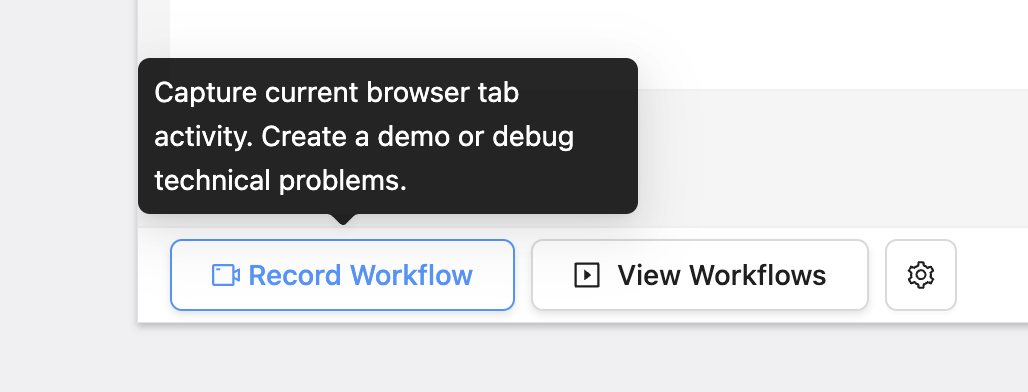 Capture current browser tab
activity. Create a demo or debug
technical problems.
Record Workflow
View Workflows